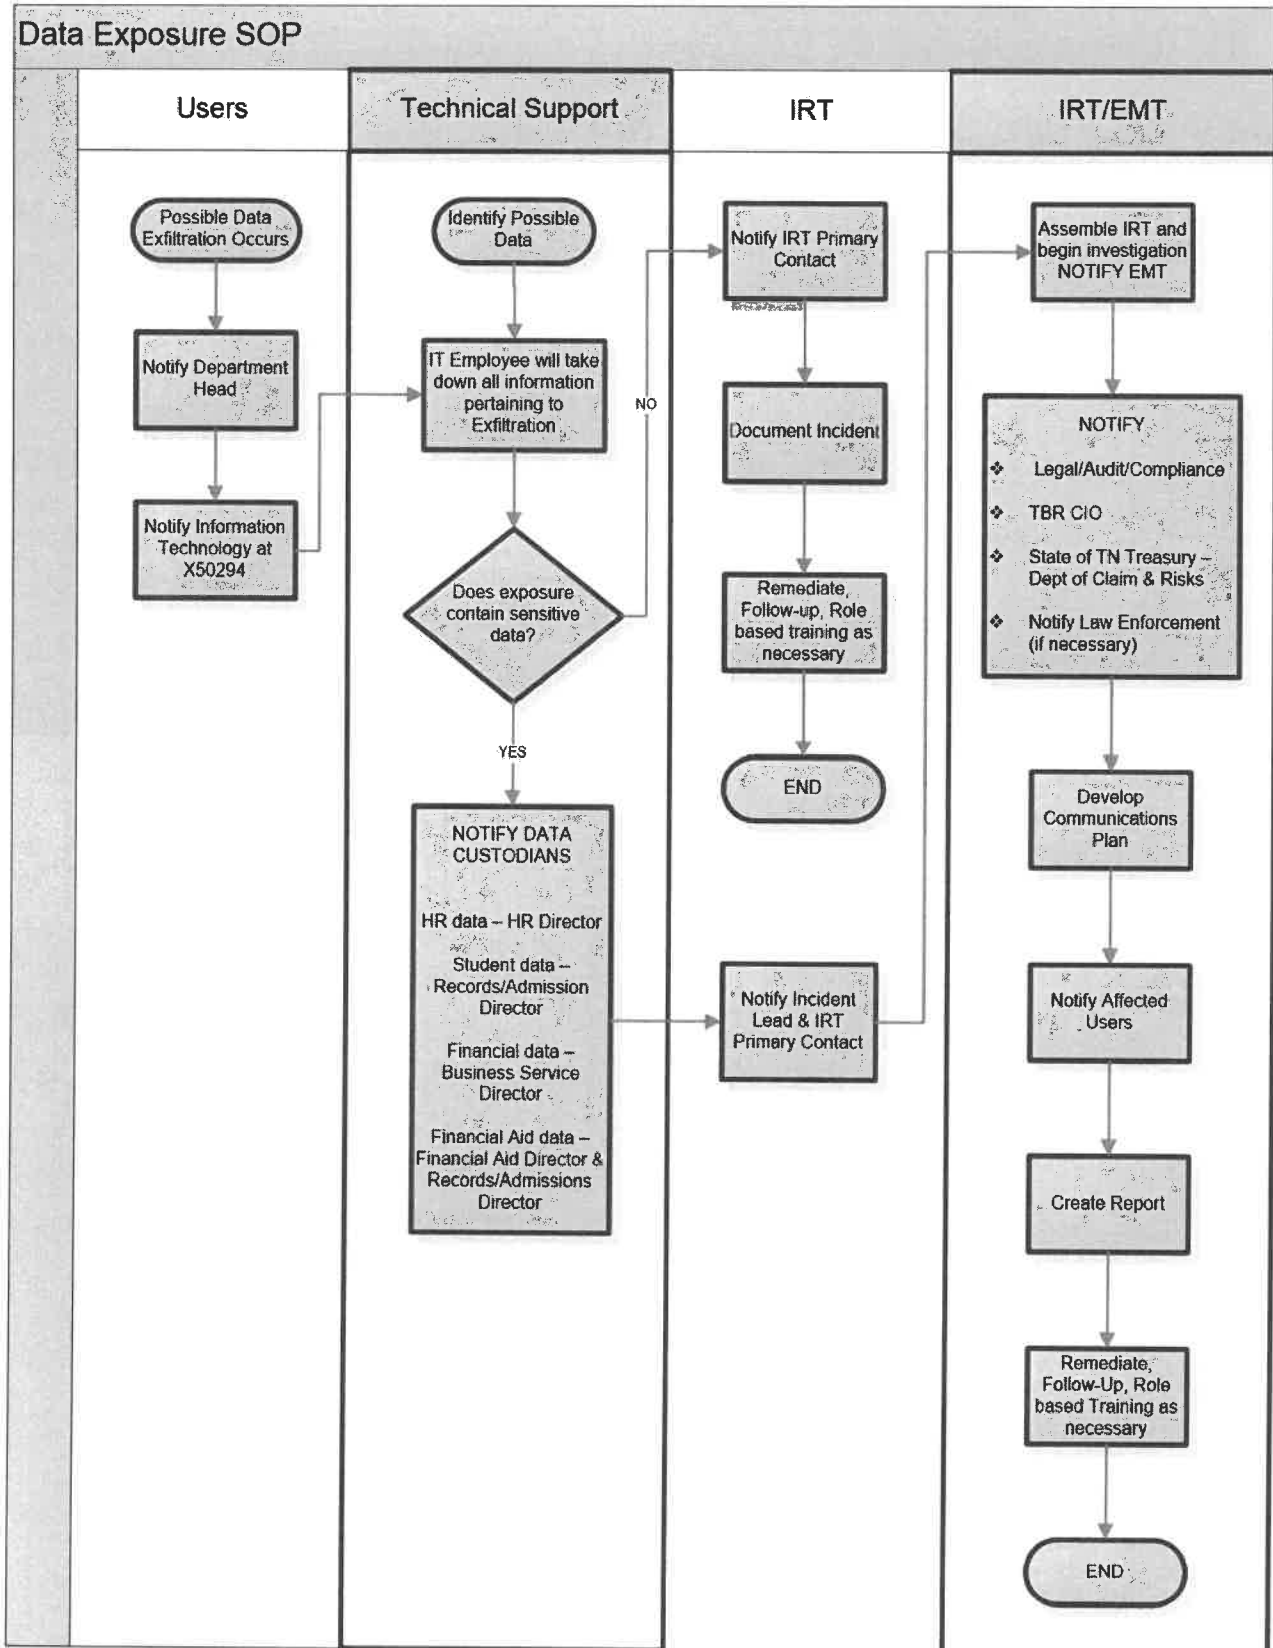 Data Exposure SOP
Users
Technical Support
IRT
IRT/EMT
Possible Data
Exfiltration Occurs
Notify Department
Head
Notify Information
Technology at
X50294
Identify Possible
Data
IT Employee will take
down all information
pertaining to
Exfiltration
Does exposure
contain sensitive
data?
NO
YES
NOTIFY DATA
CUSTODIANS
HR data – HR Director
Student data –
Records/Admission
Director
Financial data –
Business Service
Director
Financial Aid data –
Financial Aid Director &
Records/Admissions
Director
Notify IRT Primary
Contact
Document Incident
Remediate,
Follow-up, Role
based training as
necessary
END
Notify Incident
Lead & IRT
Primary Contact
Assemble IRT and
begin investigation
NOTIFY EMT
NOTIFY
❖ Legal/Audit/Compliance
❖ TBR CIO
❖ State of TN Treasury –
Dept of Claim & Risks
❖ Notify Law Enforcement
(if necessary)
Develop
Communications
Plan
Notify Affected
Users
Create Report
Remediate,
Follow-Up, Role
based Training as
necessary
END